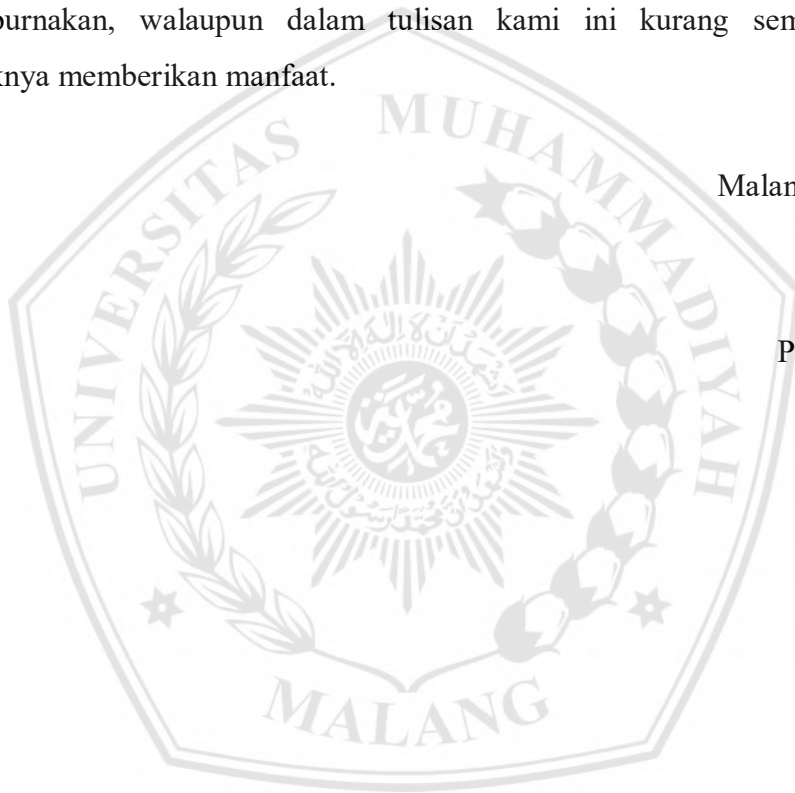 purnakan, walaupun dalam tulisan kami ini kurang sem
knya memberikan manfaat.
Malan
P
UNIVERSITAS MUHAMMADIYAH
MALANG